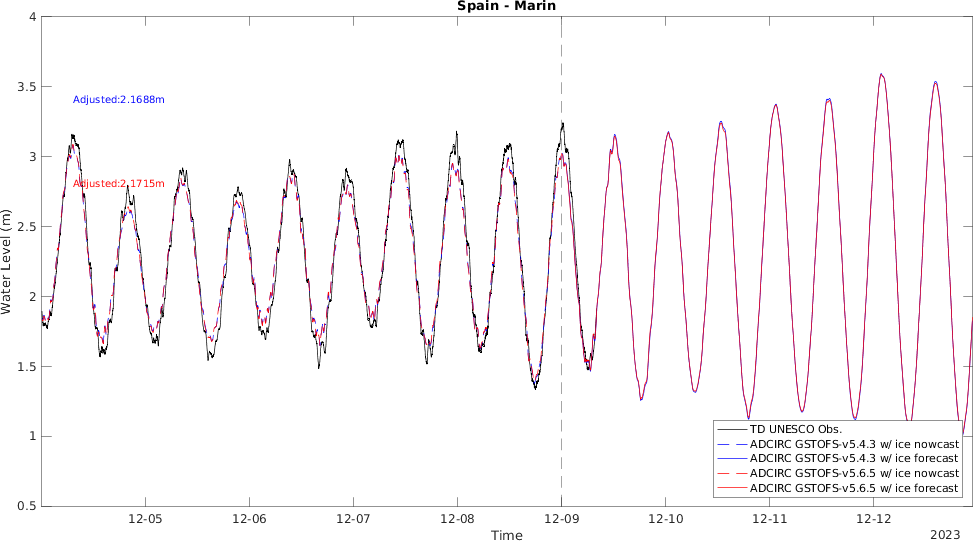 Spain - Marin
4
3.5
3
2.5
2
1.5
1
0.5
Water Level (m)
Adjusted:2.1688m
Adjusted:2.1715m
TD UNESCO Obs.
ADCIRC GSTOFS-v5.4.3 w/ ice nowcast
ADCIRC GSTOFS-v5.4.3 w/ ice forecast
ADCIRC GSTOFS-v5.6.5 w/ ice nowcast
ADCIRC GSTOFS-v5.6.5 w/ ice forecast
12-05 12-06 12-07 12-08 12-09 12-10 12-11 12-12
Time
2023